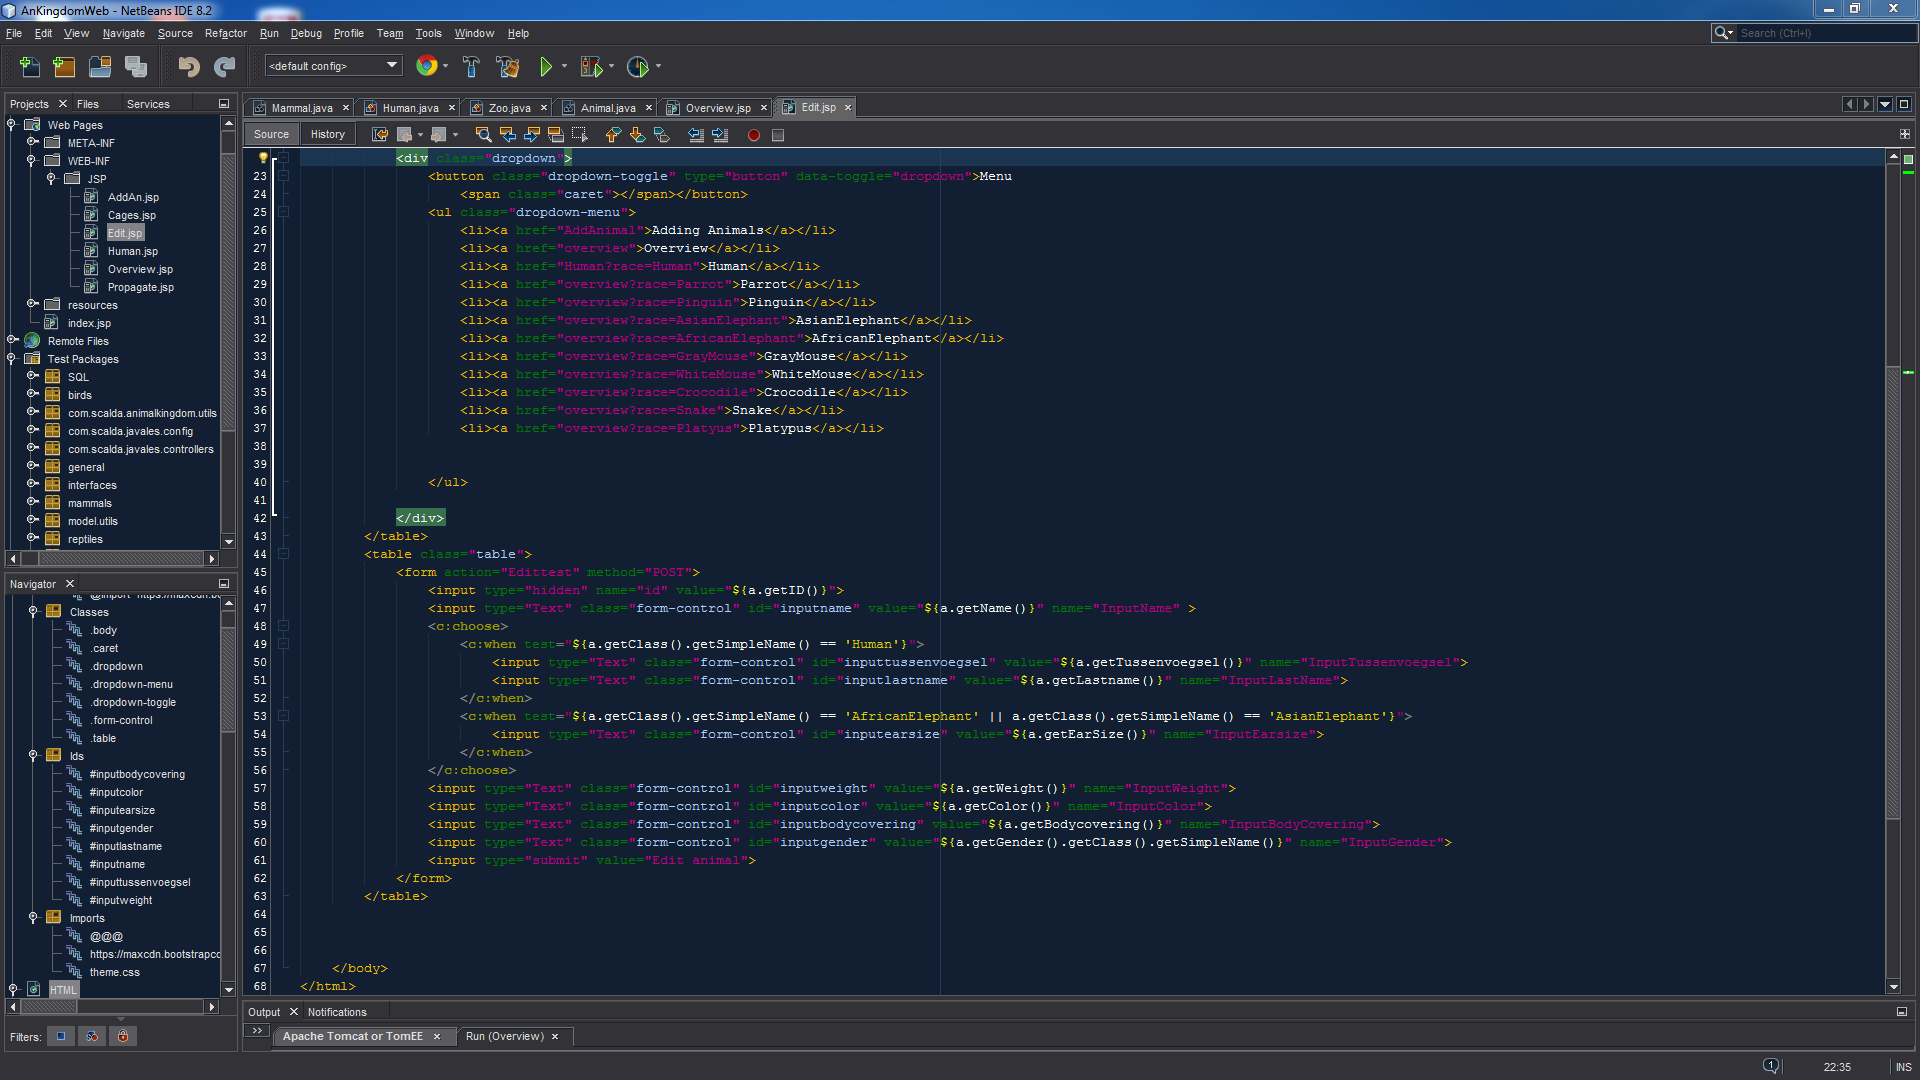 AnKingdomWeb - NetBeans IDE 8.2
File Edit View Navigate Source Refactor Run Debug Profile Team Tools Window Help
Search (Ctrl+I)
<default config>
Projects Files Services
Mammal.java Human.java Zoo.java Animal.java Overview.jsp Edit.jsp
Source History
Web Pages
META-INF
WEB-INF
JSP
AddAn.jsp
Cages.jsp
Edit.jsp
Human.jsp
Overview.jsp
Propagate.jsp
resources
index.jsp
Remote Files
Test Packages
SQL
birds
com.scalda.animalkingdom.utils
com.scalda.javales.config
com.scalda.javales.controllers
general
interfaces
mammals
model.utils
reptiles
Navigator
@import "https://maxcdn.bo
Classes
.body
.caret
.dropdown
.dropdown-menu
.dropdown-toggle
.form-control
.table
Ids
#inputbodycovering
#inputcolor
#inputearsize
#inputgender
#inputlastname
#inputname
#inputtussenvoegsel
#inputweight
Imports
@@@
https://maxcdn.bootstrapcc
theme.css
HTML
Filters:
<div class="dropdown">
23 <button class="dropdown-toggle" type="button" data-toggle="dropdown">Menu
24 <span class="caret"></span></button>
25 <ul class="dropdown-menu">
26 <li><a href="AddAnimal">Adding Animals</a></li>
27 <li><a href="overview">Overview</a></li>
28 <li><a href="Human?race=Human">Human</a></li>
29 <li><a href="overview?race=Parrot">Parrot</a></li>
30 <li><a href="overview?race=Pinguin">Pinguin</a></li>
31 <li><a href="overview?race=AsianElephant">AsianElephant</a></li>
32 <li><a href="overview?race=AfricanElephant">AfricanElephant</a></li>
33 <li><a href="overview?race=GrayMouse">GrayMouse</a></li>
34 <li><a href="overview?race=WhiteMouse">WhiteMouse</a></li>
35 <li><a href="overview?race=Crocodile">Crocodile</a></li>
36 <li><a href="overview?race=Snake">Snake</a></li>
37 <li><a href="overview?race=Platyus">Platypus</a></li>
38
39
40 </ul>
41
42 </div>
43 </table>
44 <table class="table">
45 <form action="Edittest" method="POST">
46 <input type="hidden" name="id" value="${a.getID()}">
47 <input type="Text" class="form-control" id="inputname" value="${a.getName()}" name="InputName" >
48 <c:choose>
49 <c:when test="${a.getClass().getSimpleName() == 'Human'}">
50 <input type="Text" class="form-control" id="inputtussenvoegsel" value="${a.getTussenvoegsel()}" name="InputTussenvoegsel">
51 <input type="Text" class="form-control" id="inputlastname" value="${a.getLastname()}" name="InputLastName">
52 </c:when>
53 <c:when test="${a.getClass().getSimpleName() == 'AfricanElephant' || a.getClass().getSimpleName() == 'AsianElephant'}">
54 <input type="Text" class="form-control" id="inputearsize" value="${a.getEarSize()}" name="InputEarsize">
55 </c:when>
56 </c:choose>
57 <input type="Text" class="form-control" id="inputweight" value="${a.getWeight()}" name="InputWeight">
58 <input type="Text" class="form-control" id="inputcolor" value="${a.getColor()}" name="InputColor">
59 <input type="Text" class="form-control" id="inputbodycovering" value="${a.getBodycovering()}" name="InputBodyCovering">
60 <input type="Text" class="form-control" id="inputgender" value="${a.getGender().getClass().getSimpleName()}" name="InputGender">
61 <input type="submit" value="Edit animal">
62 </form>
63 </table>
64
65
66
67 </body>
68 </html>
Output Notifications
>> Apache Tomcat or TomEE Run (Overview)
1 22:35 INS